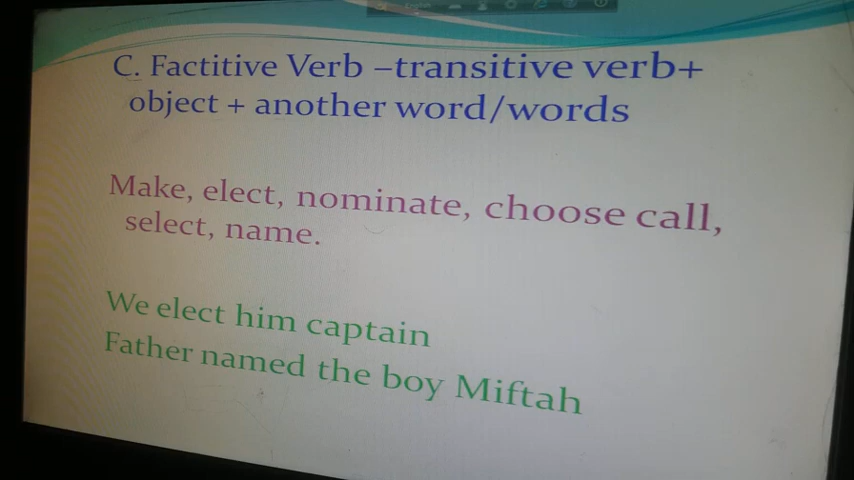 C. Factitive Verb –transitive verb+
object + another word/words
Make, elect, nominate, choose call,
select, name.
We elect him captain
Father named the boy Miftah